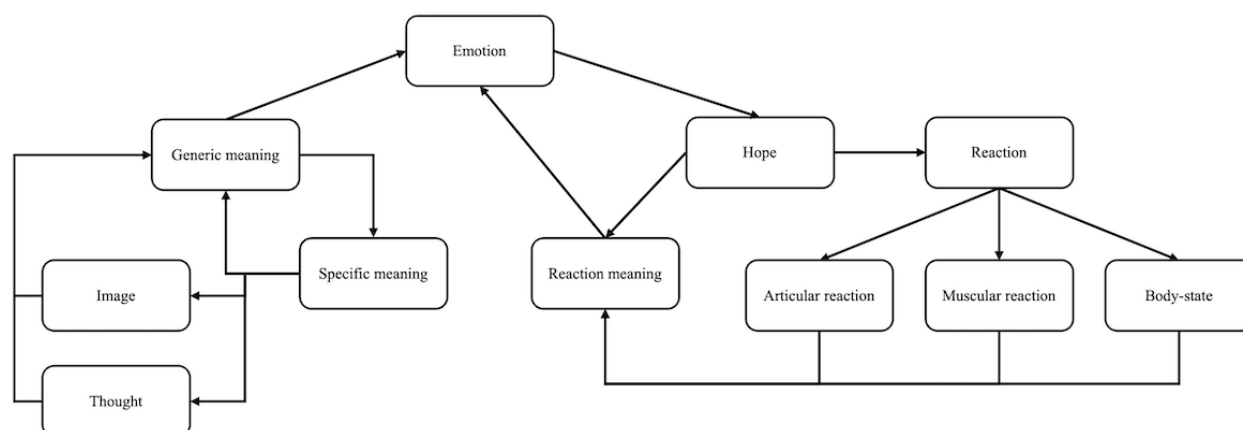 Emotion
Generic meaning
Hope
Reaction
Specific meaning
Reaction meaning
Image
Articular reaction
Muscular reaction
Body-state
Thought